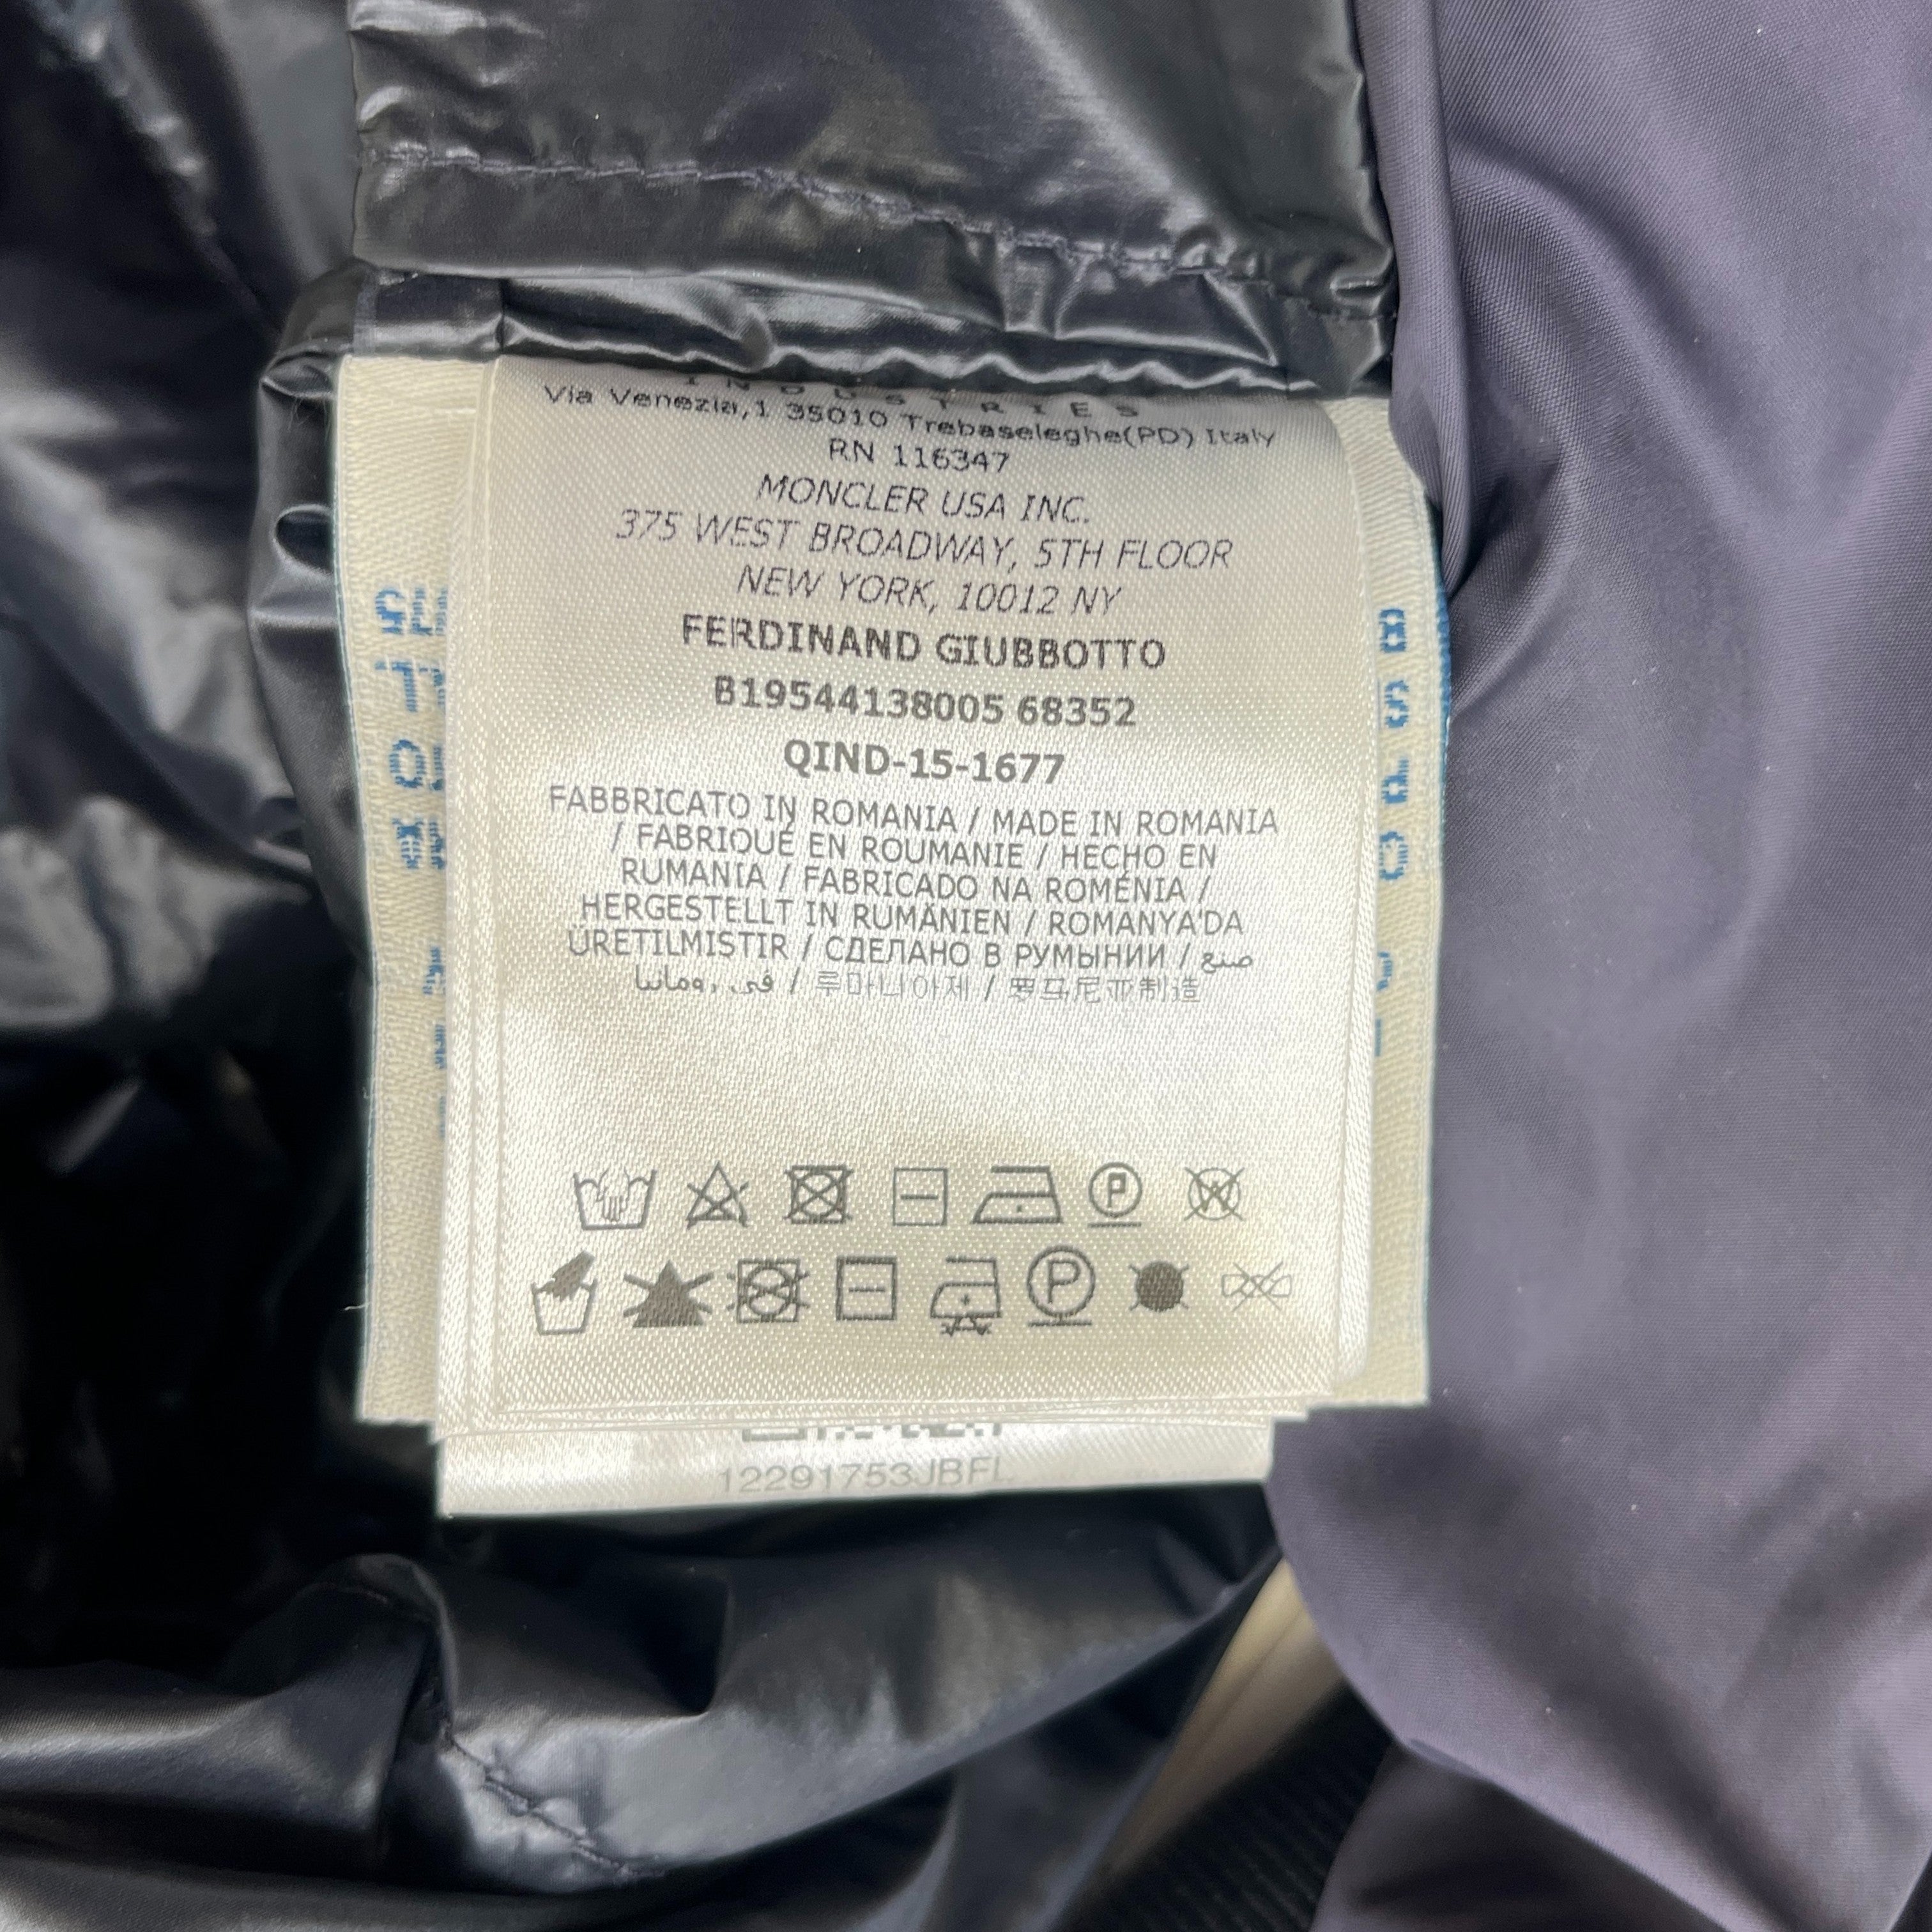 INDUSTRIES
Via Venezia,1 35010 Trebaseleghe(PD) Italy
RN 116347
MONCLER USA INC.
375 WEST BROADWAY, 5TH FLOOR
NEW YORK, 10012 NY
FERDINAND GIUBBOTTO
B19544138005 68352
QIND-15-1677
FABBRICATO IN ROMANIA / MADE IN ROMANIA
/ FABRIQUÉ EN ROUMANIE / HECHO EN
RUMANIA / FABRICADO NA ROMÉNIA /
HERGESTELLT IN RUMÄNIEN / ROMANYA'DA
ÜRETILMISTIR / СДЕЛАНО В РУМЫНИИ / صنع
في رومانيا / 루마니아제 / 罗马尼亚制造
P W
P
12291753JBFL